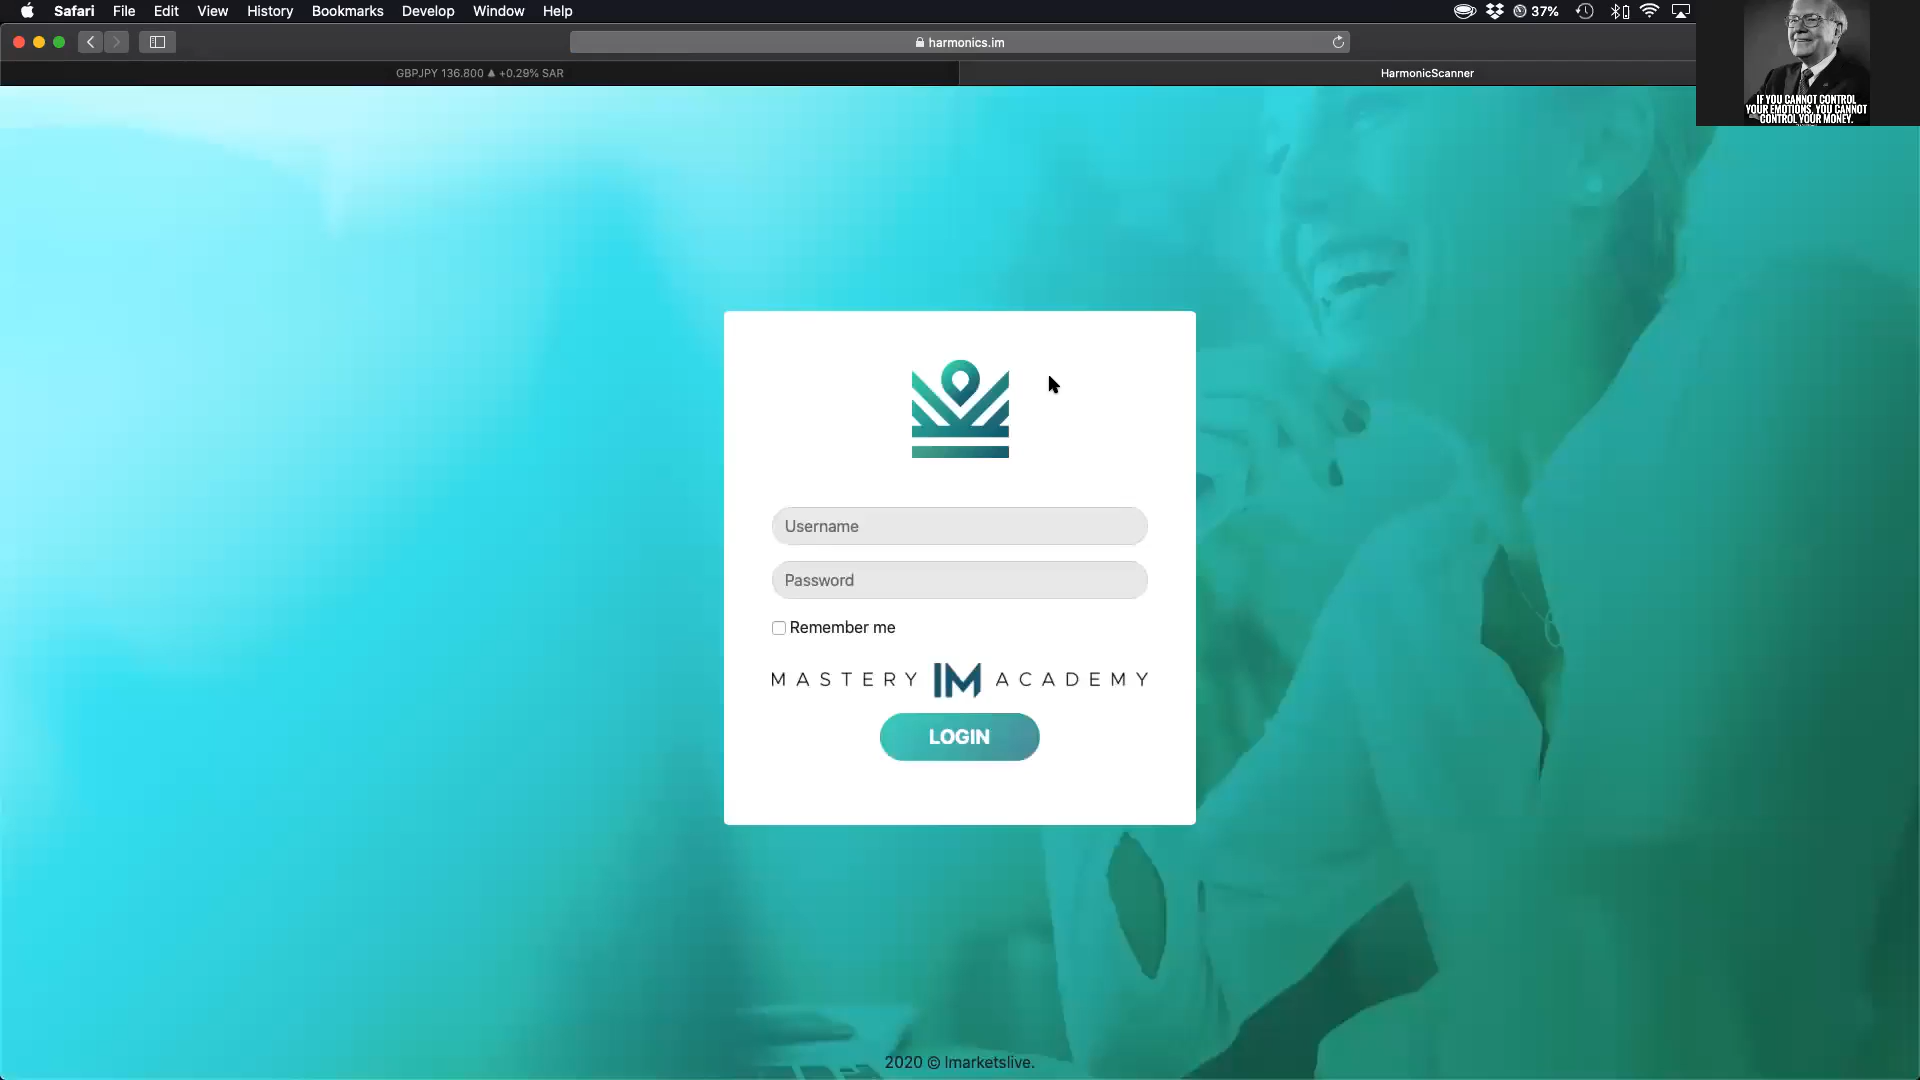 Safari File Edit View History Bookmarks Develop Window Help
37%
harmonics.im
GBPJPY 136.800 ▲ +0.29% SAR
HarmonicScanner
IF YOU CANNOT CONTROL
YOUR EMOTIONS, YOU CANNOT
CONTROL YOUR MONEY.
Username
Password
Remember me
MASTERY IM ACADEMY
LOGIN
2020 © Imarketslive.